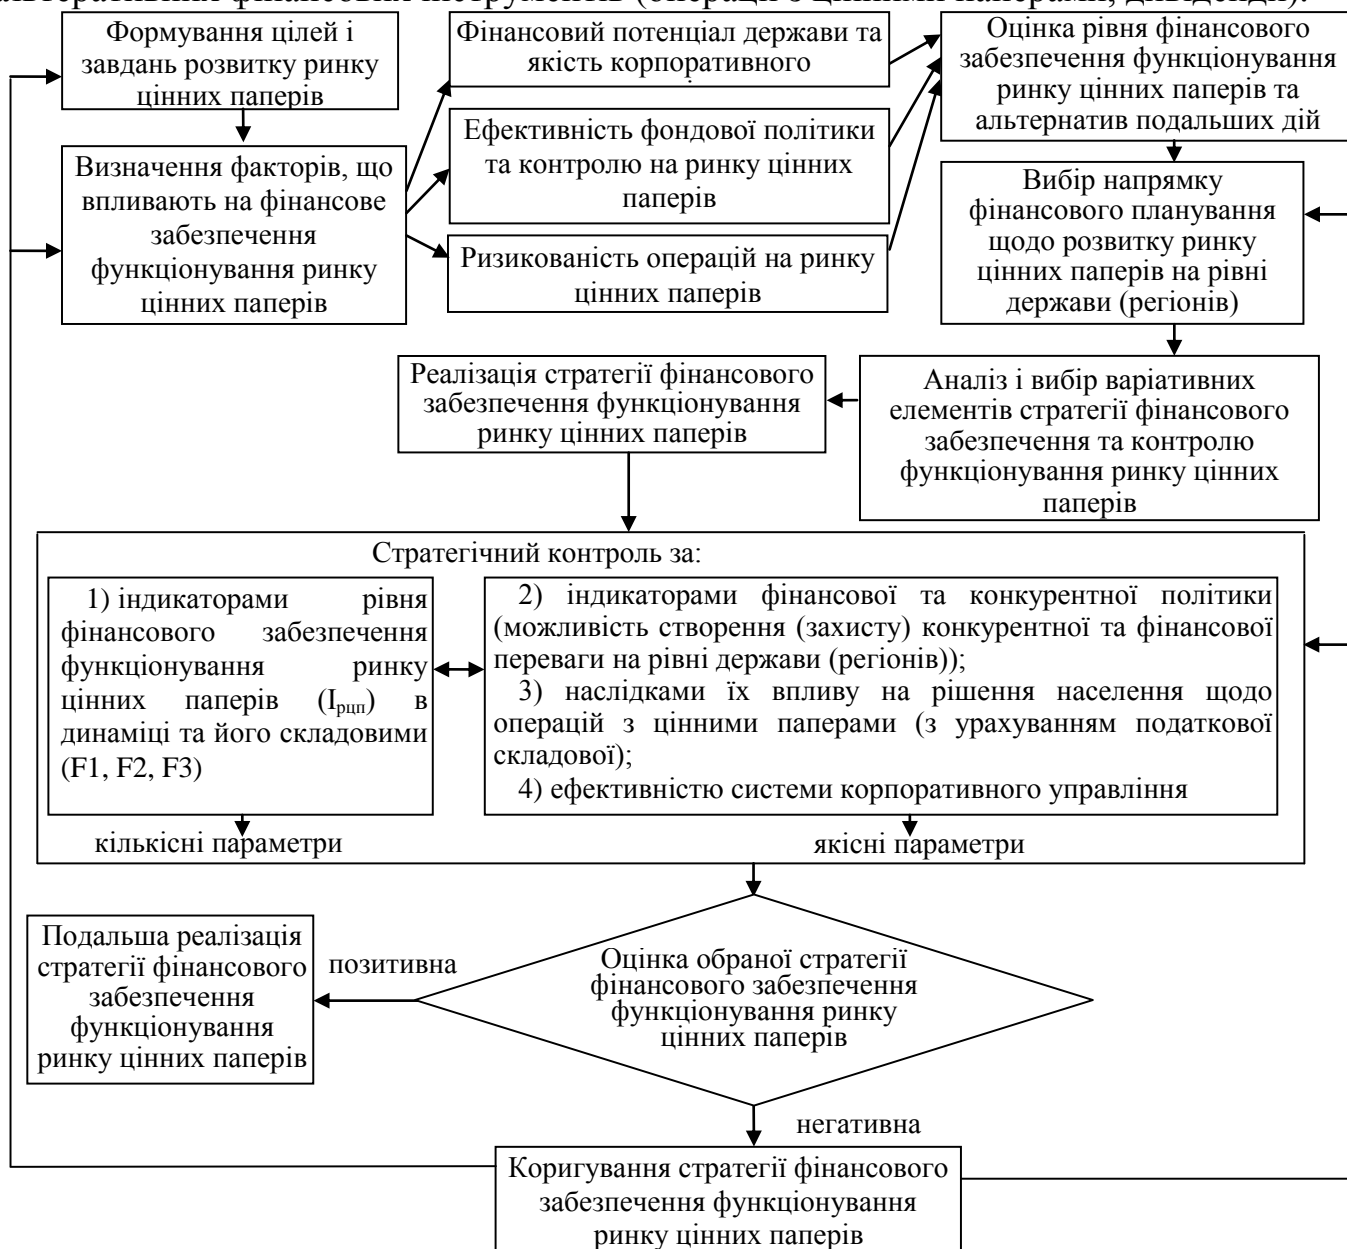 альтернативних фінансових інструментів (операції з цінними паперами, дивіденди).
Формування цілей і
завдань розвитку ринку
цінних паперів
Визначення факторів, що
впливають на фінансове
забезпечення
функціонування ринку
цінних паперів
Фінансовий потенціал держави та
якість корпоративного
Ефективність фондової політики
та контролю на ринку цінних
паперів
Ризикованість операцій на ринку
цінних паперів
Оцінка рівня фінансового
забезпечення функціонування
ринку цінних паперів та
альтернатив подальших дій
Вибір напрямку
фінансового планування
щодо розвитку ринку
цінних паперів на рівні
держави (регіонів)
Аналіз і вибір варіативних
елементів стратегії фінансового
забезпечення та контролю
функціонування ринку цінних
паперів
Реалізація стратегії фінансового
забезпечення функціонування
ринку цінних паперів
Стратегічний контроль за:
1) індикаторами рівня
фінансового забезпечення
функціонування ринку
цінних паперів (Iрцп) в
динаміці та його складовими
(F1, F2, F3)
2) індикаторами фінансової та конкурентної політики
(можливість створення (захисту) конкурентної та фінансової
переваги на рівні держави (регіонів));
3) наслідками їх впливу на рішення населення щодо
операцій з цінними паперами (з урахуванням податкової
складової);
4) ефективністю системи корпоративного управління
кількісні параметри
якісні параметри
Оцінка обраної стратегії
фінансового забезпечення
функціонування ринку
цінних паперів
позитивна
Подальша реалізація
стратегії фінансового
забезпечення
функціонування
ринку цінних паперів
негативна
Коригування стратегії фінансового
забезпечення функціонування
ринку цінних паперів